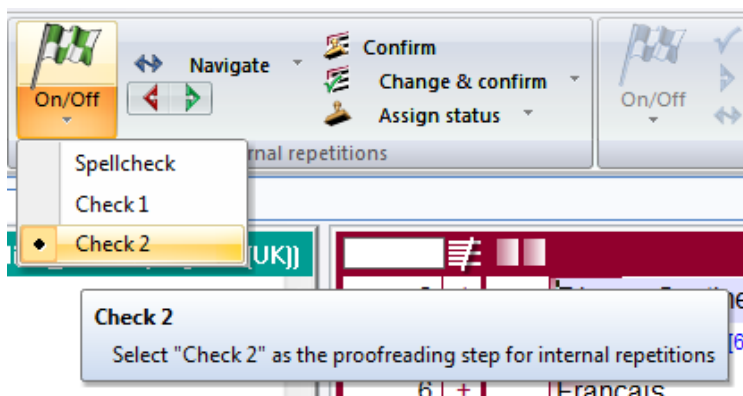 On/Off
Navigate
Confirm
Change & confirm
Assign status
On/Off
rnal repetitions
Spellcheck
Check 1
Check 2
[UK])
Check 2
Select "Check 2" as the proofreading step for internal repetitions
[6
6 +
Français